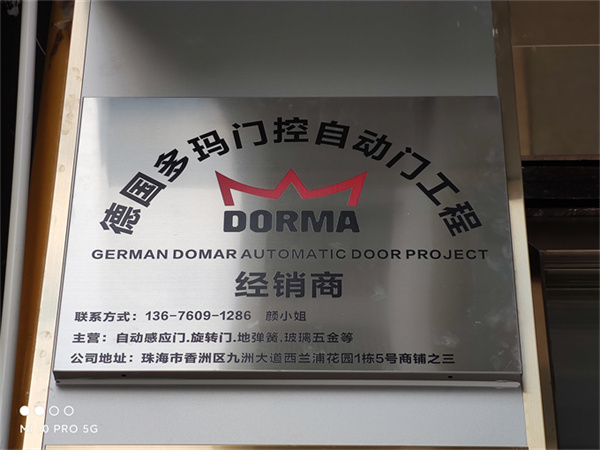 德国多玛门控自动门工程
DORMA
GERMAN DOMAR AUTOMATIC DOOR PROJECT
经销商
联系方式：136-7609-1286 颜小姐
主营：自动感应门.旋转门.地弹簧.玻璃五金等
公司地址：珠海市香洲区九洲大道西兰浦花园1栋5号商铺之三
0 PRO 5G